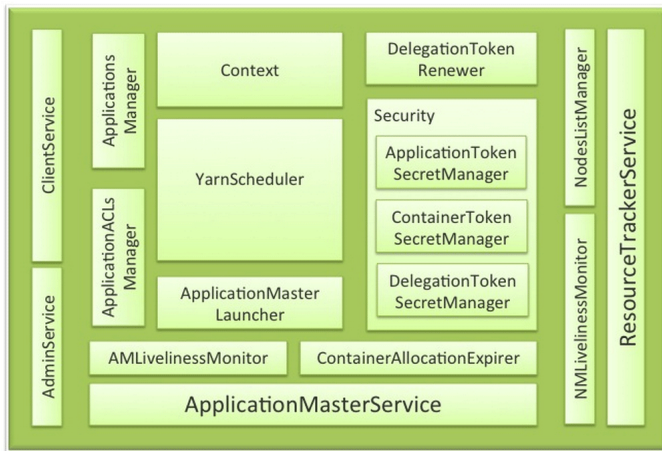 ClientService
AdminService
Applications
Manager
ApplicationACLs
Manager
Context
YarnScheduler
ApplicationMaster
Launcher
DelegationToken
Renewer
Security
ApplicationToken
SecretManager
ContainerToken
SecretManager
DelegationToken
SecretManager
AMLivelinessMonitor
ContainerAllocationExpirer
ApplicationMasterService
NodesListManager
NMLivelinessMonitor
ResourceTrackerService